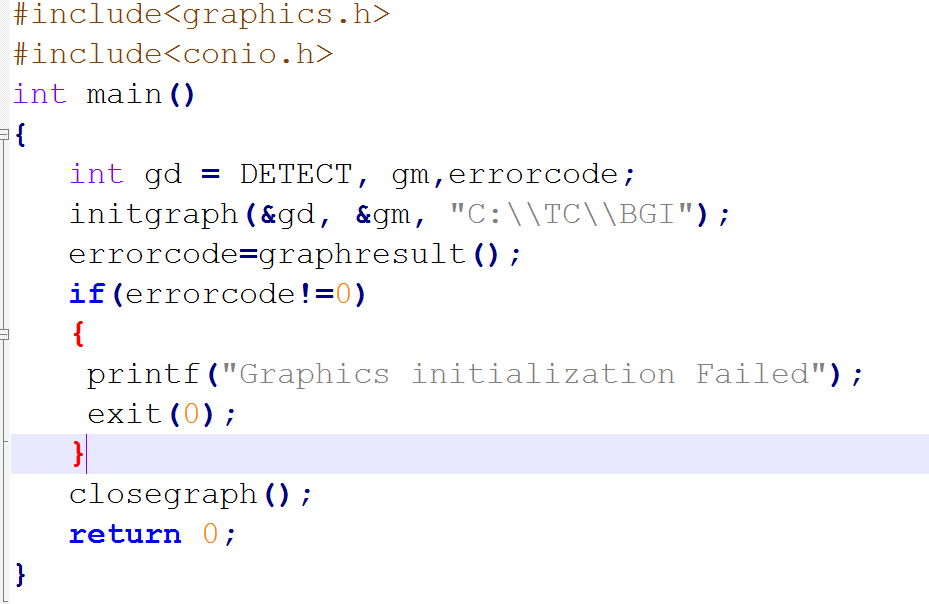 #include<graphics.h>
#include<conio.h>
int main()
{
   int gd = DETECT, gm,errorcode;
   initgraph(&gd, &gm, "C:\\TC\\BGI");
   errorcode=graphresult();
   if(errorcode!=0)
   {
    printf("Graphics initialization Failed");
    exit(0);
   }
   closegraph();
   return 0;
}